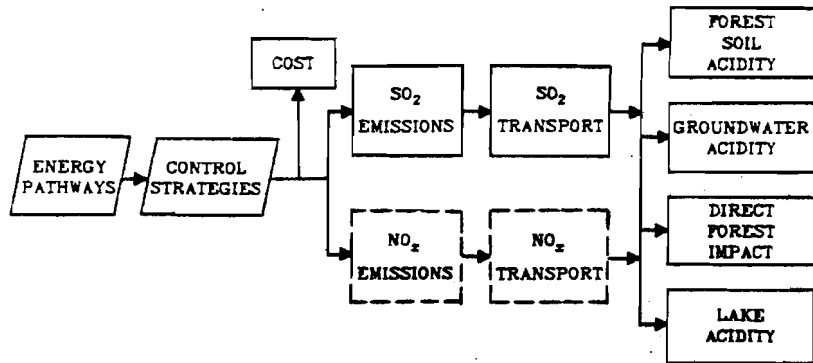 ENERGY
PATHWAYS
CONTROL
STRATEGIES
COST
SO₂
EMISSIONS
SO₂
TRANSPORT
NOₓ
EMISSIONS
NOₓ
TRANSPORT
FOREST
SOIL
ACIDITY
GROUNDWATER
ACIDITY
DIRECT
FOREST
IMPACT
LAKE
ACIDITY